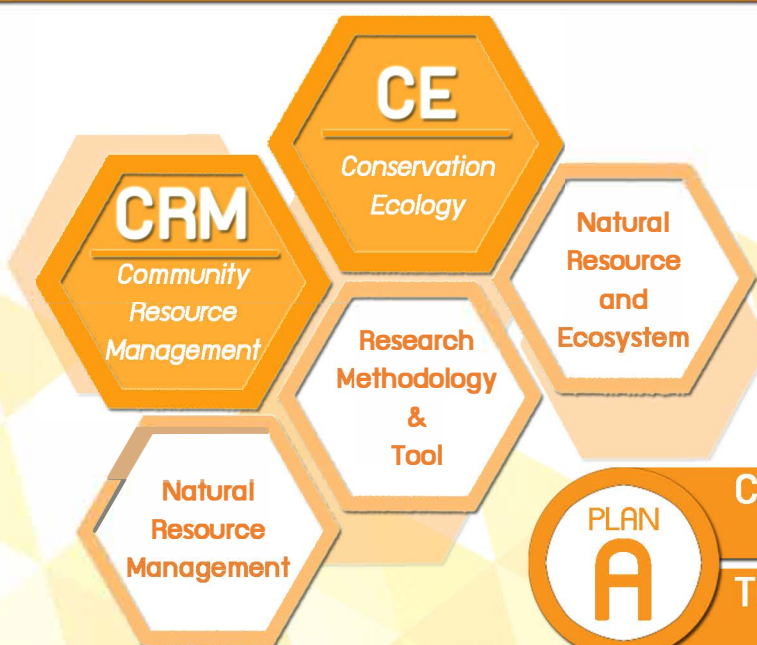 CE
Conservation
Ecology
CRM
Community
Resource
Management
Natural
Resource
and
Ecosystem
Research
Methodology
&
Tool
Natural
Resource
Management
PLAN
A
C
T